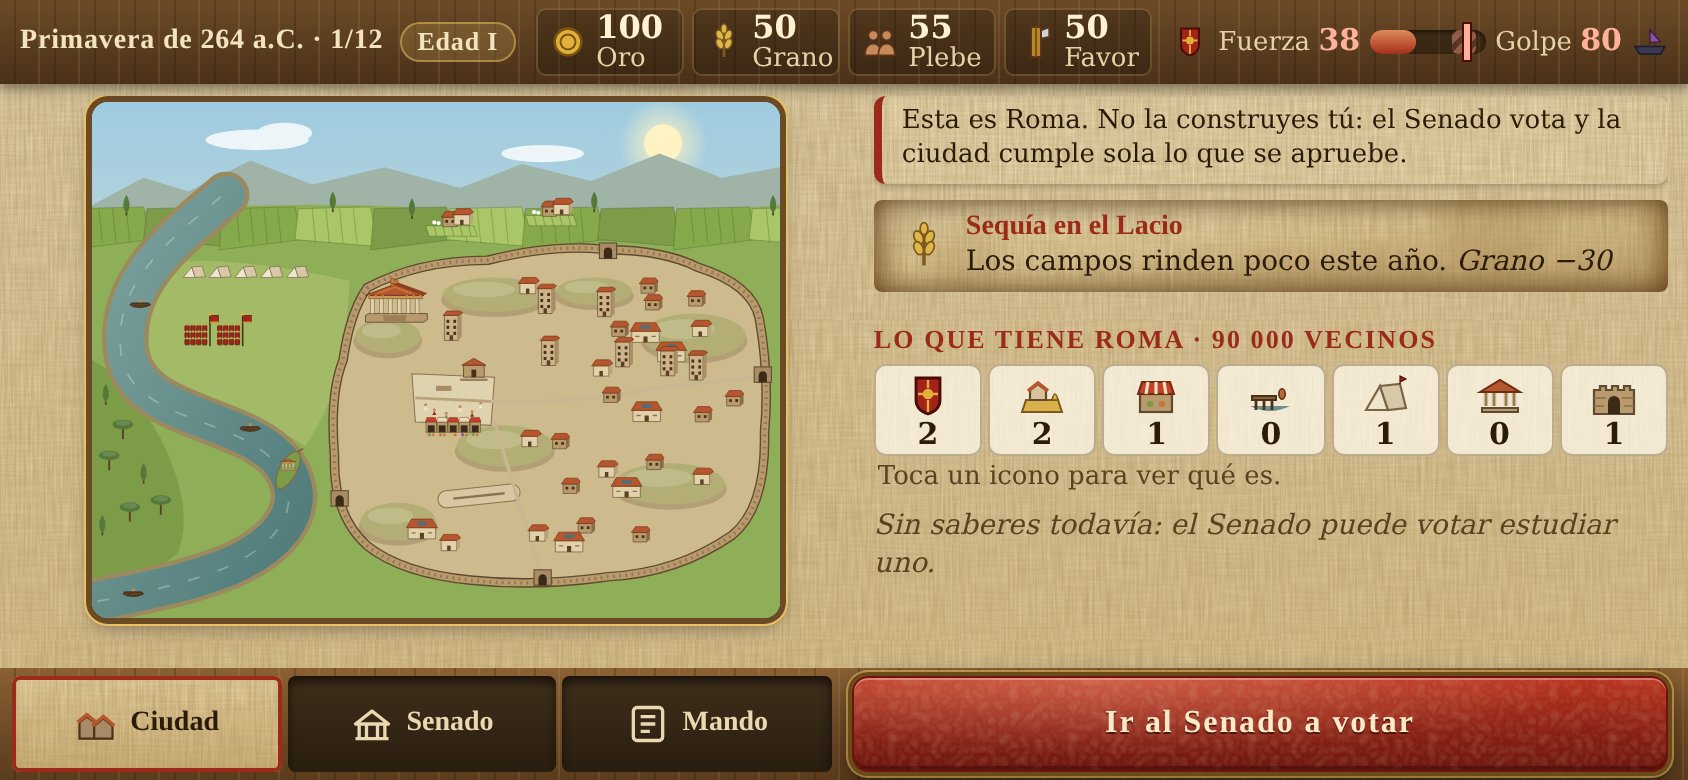 Primavera de 264 a.C. · 1/12
Edad I
100
Oro
50
Grano
55
Plebe
50
Favor
Fuerza 38
Golpe 80
Esta es Roma. No la construyes tú: el Senado vota y la
ciudad cumple sola lo que se apruebe.
Sequía en el Lacio
Los campos rinden poco este año. Grano −30
LO QUE TIENE ROMA · 90 000 VECINOS
2
2
1
0
1
0
1
Toca un icono para ver qué es.
Sin saberes todavía: el Senado puede votar estudiar
uno.
Ciudad
Senado
Mando
Ir al Senado a votar